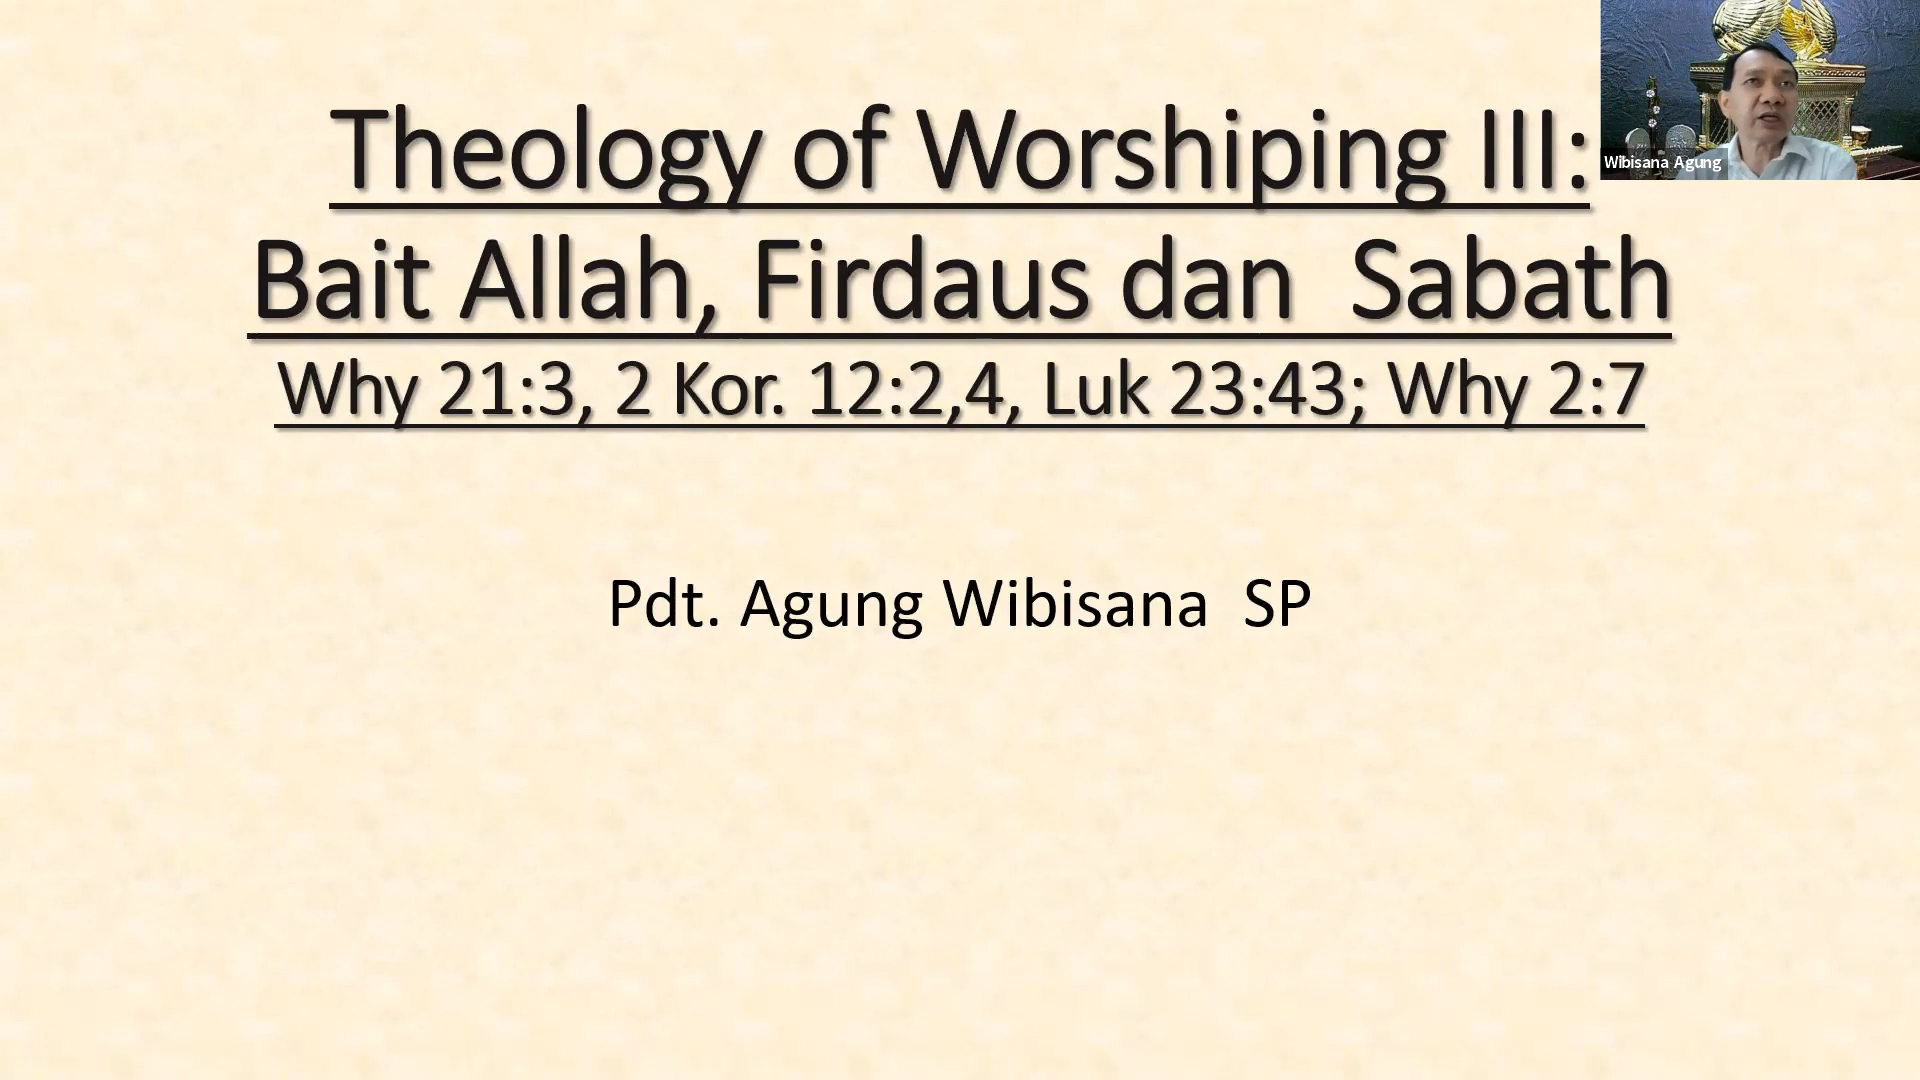 Theology of Worshiping III:
Bait Allah, Firdaus dan Sabath
Why 21:3, 2 Kor. 12:2,4, Luk 23:43; Why 2:7
Pdt. Agung Wibisana SP
Wibisana Agung